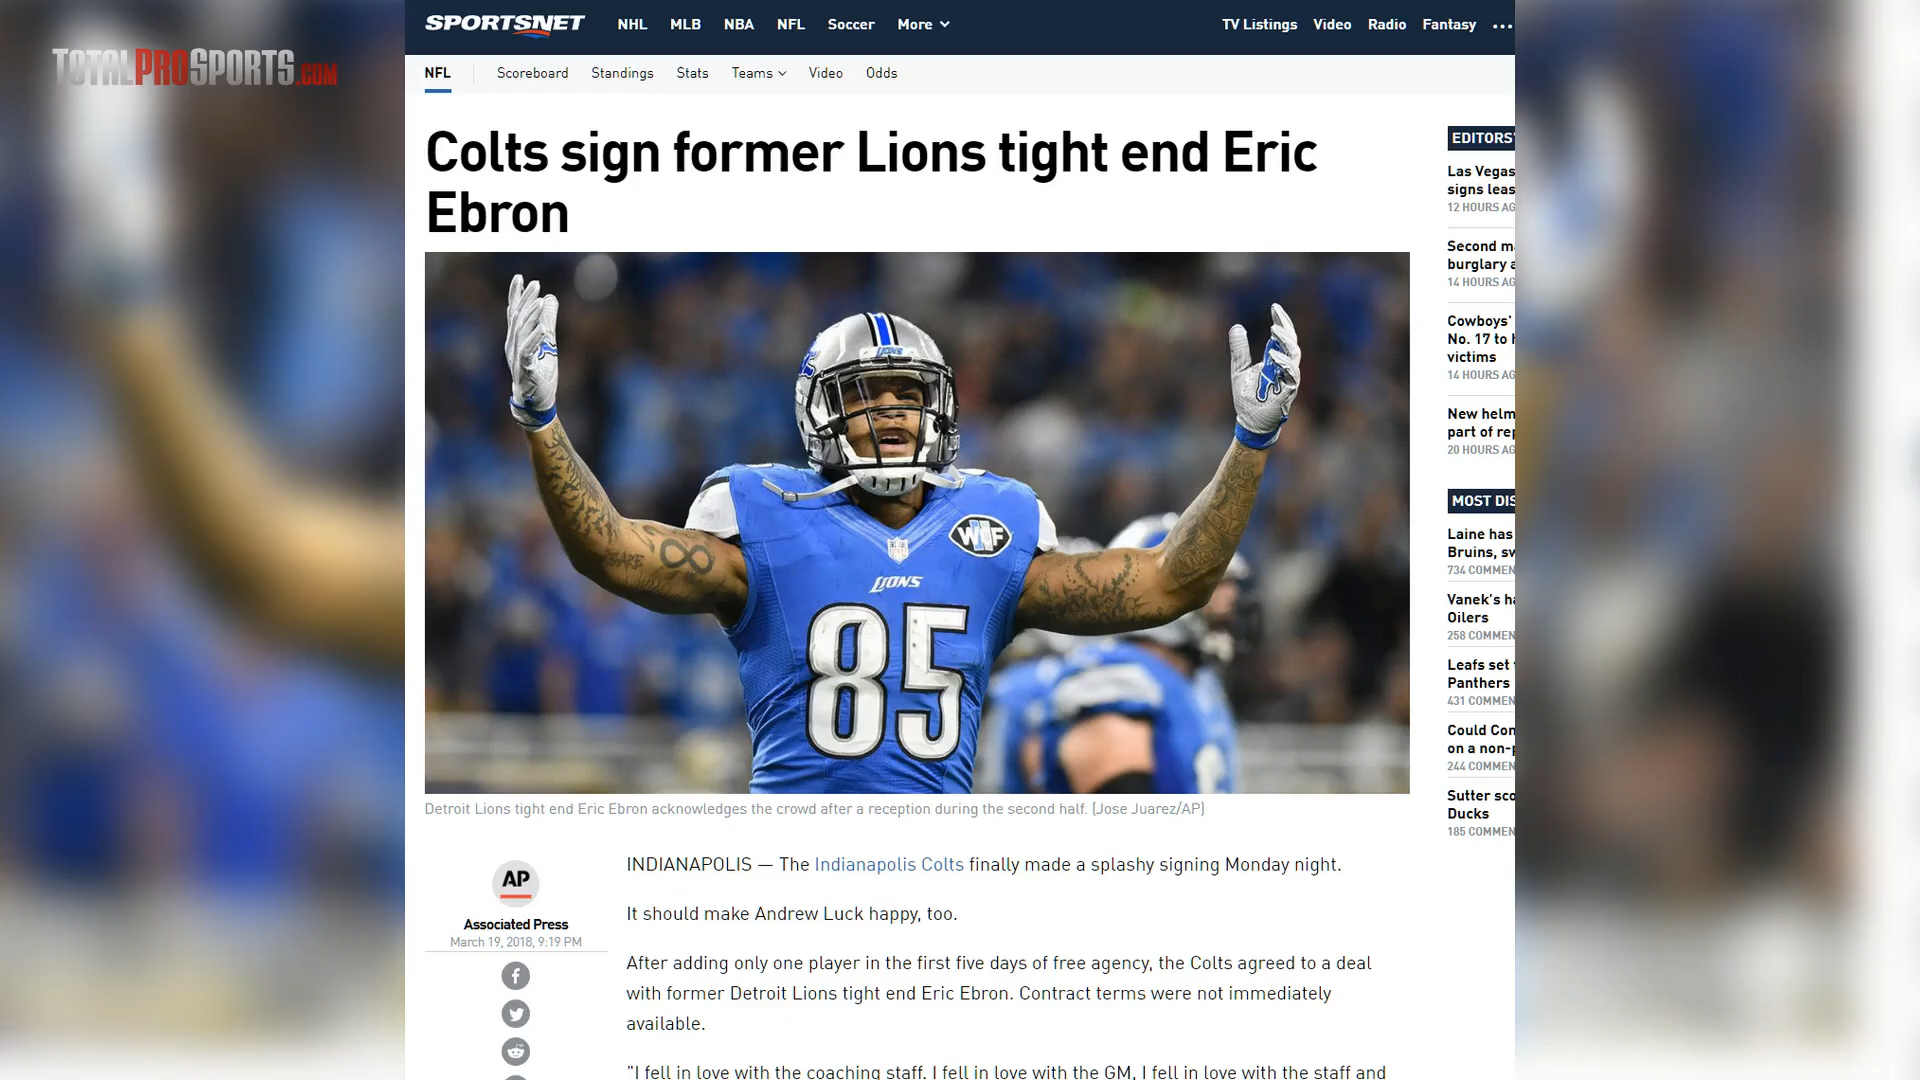 TOTALPROSPORTS.COM
SPORTSNET
NHL MLB NBA NFL Soccer More
TV Listings Video Radio Fantasy
NFL Scoreboard Standings Stats Teams Video Odds
Colts sign former Lions tight end Eric
Ebron
LIONS
WCF
LIONS
85
Detroit Lions tight end Eric Ebron acknowledges the crowd after a reception during the second half. (Jose Juarez/AP)
AP
Associated Press
March 19, 2018, 9:19 PM
INDIANAPOLIS — The Indianapolis Colts finally made a splashy signing Monday night.
It should make Andrew Luck happy, too.
After adding only one player in the first five days of free agency, the Colts agreed to a deal
with former Detroit Lions tight end Eric Ebron. Contract terms were not immediately
available.
"I fell in love with the coaching staff. I fell in love with the GM, I fell in love with the staff and
EDITORS'
Las Vegas
signs leas
12 HOURS AG
Second m
burglary a
14 HOURS AG
Cowboys'
No. 17 to h
victims
14 HOURS AG
New helm
part of rep
20 HOURS AG
MOST DIS
Laine has
Bruins, sw
734 COMMEN
Vanek's ha
Oilers
258 COMMEN
Leafs set
Panthers
431 COMMEN
Could Con
on a non-p
244 COMMEN
Sutter sco
Ducks
185 COMMEN